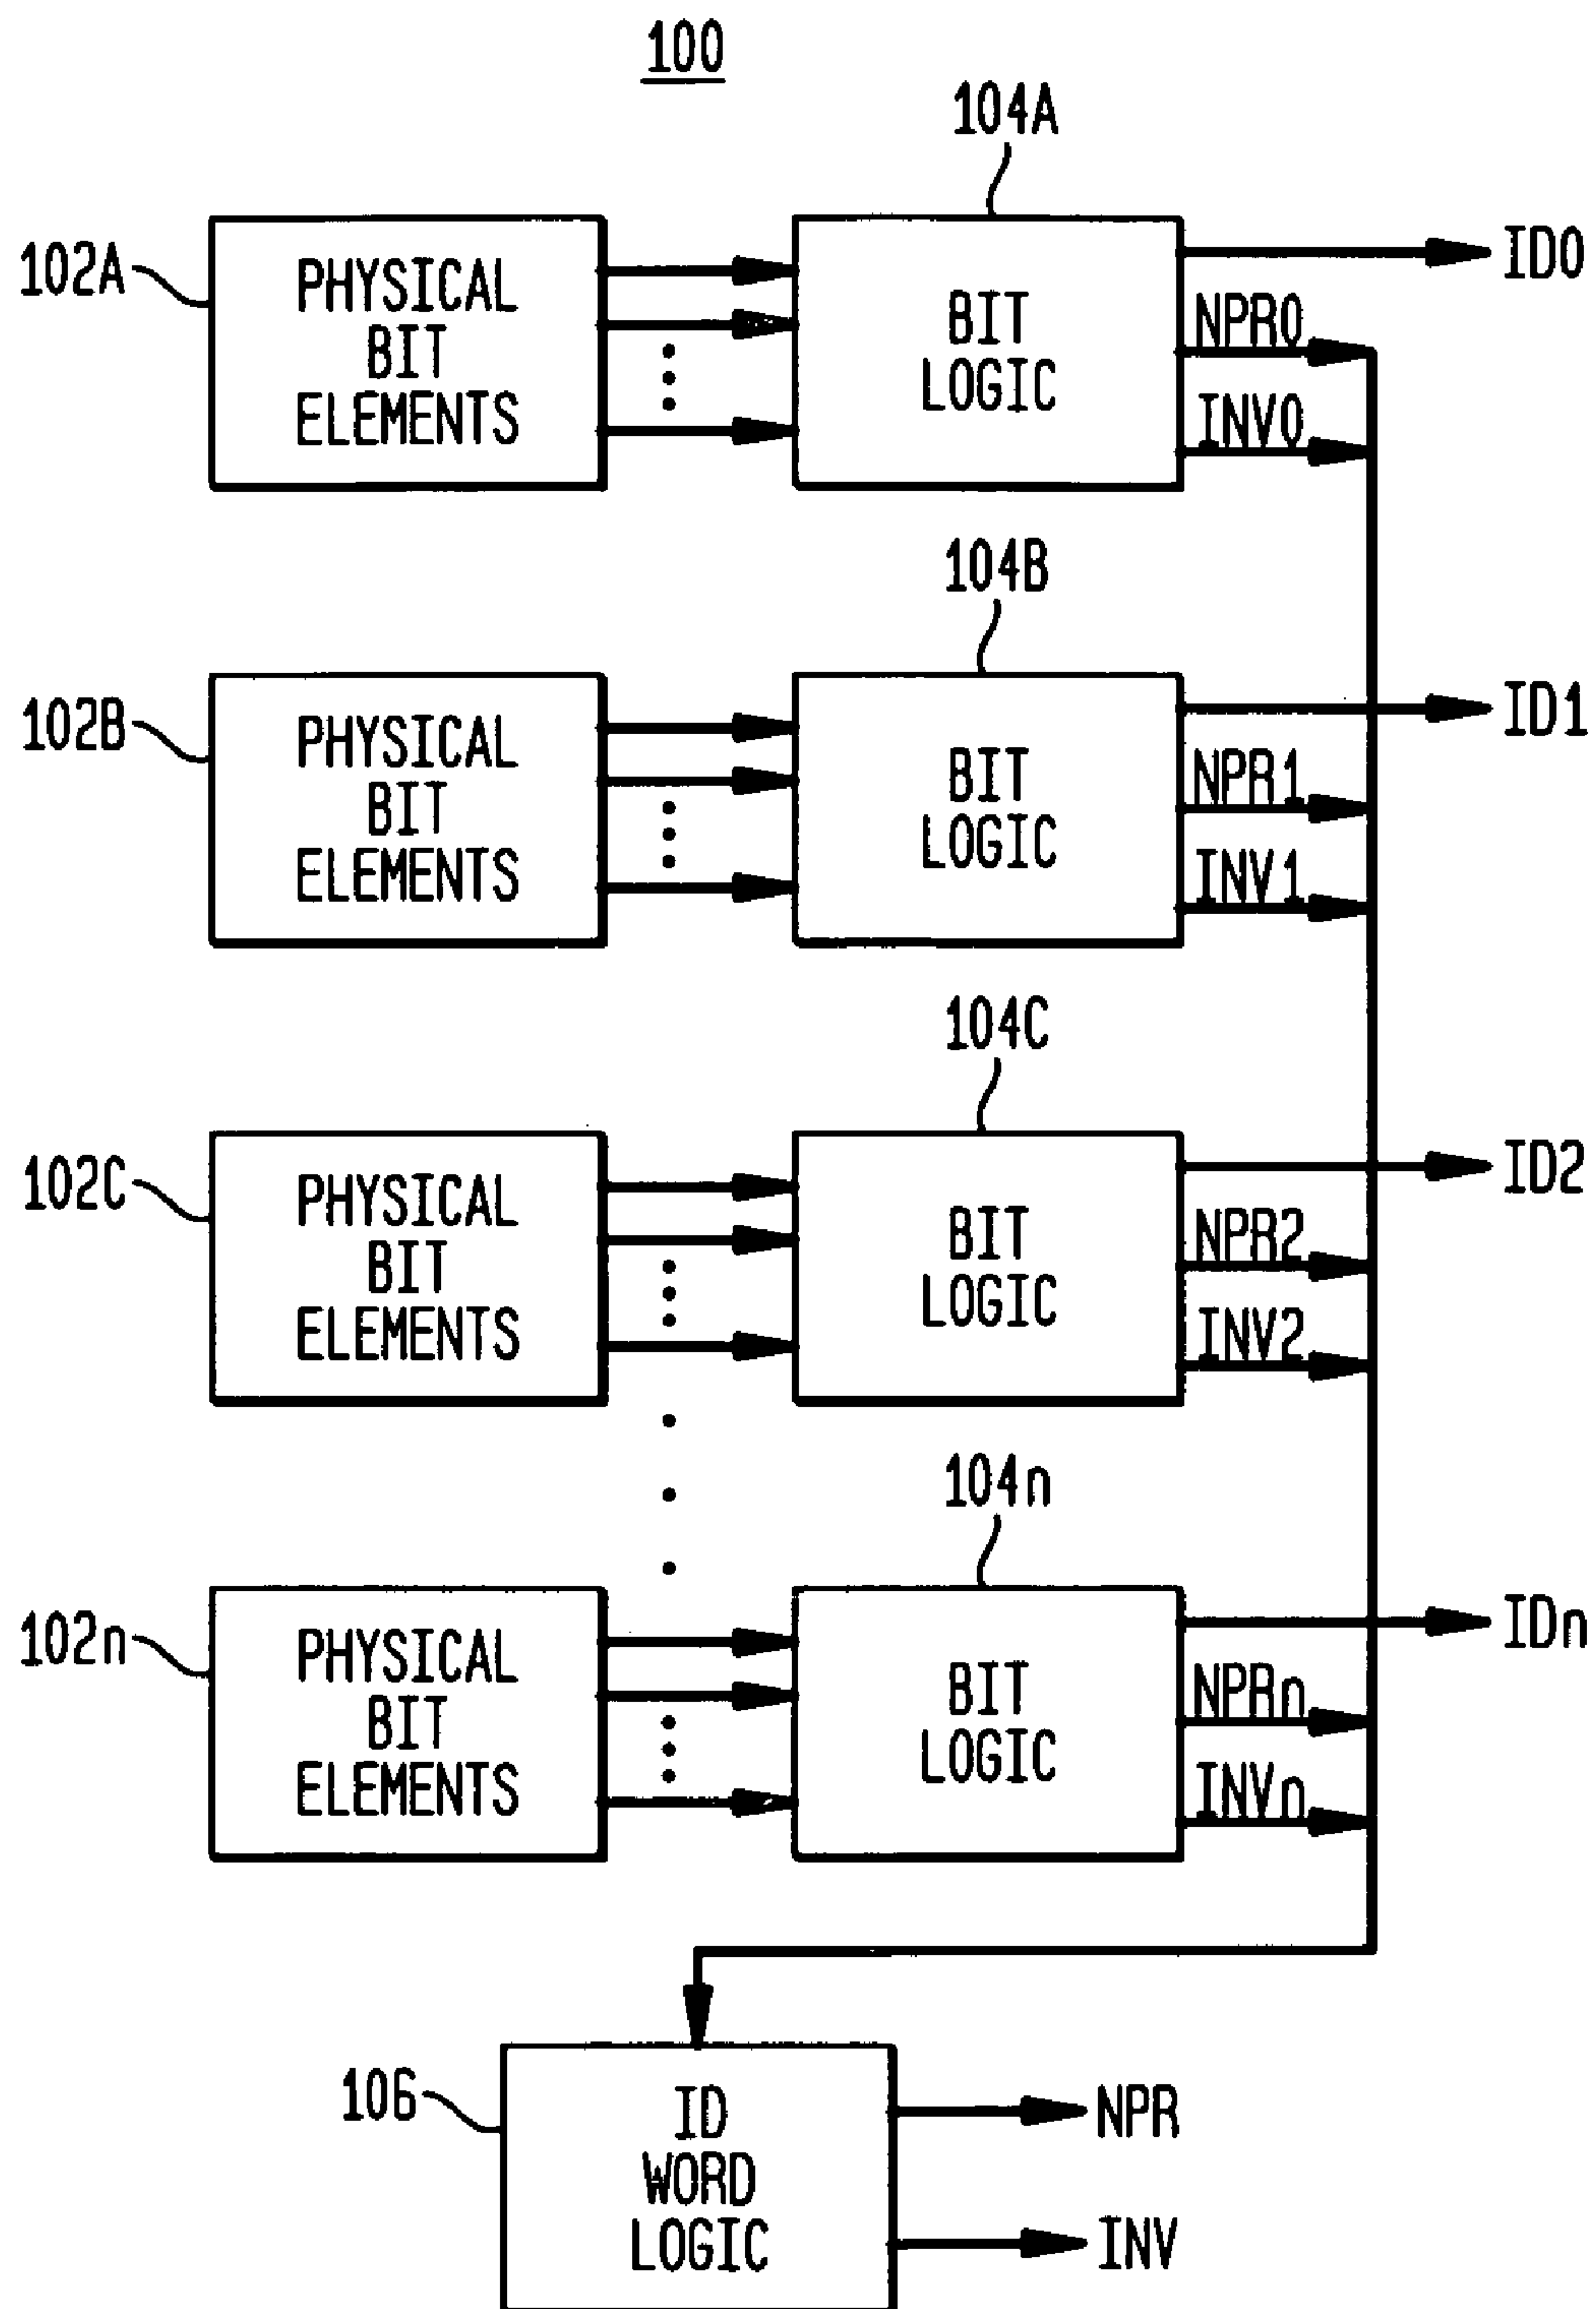 100
104A
102A
PHYSICAL
BIT
ELEMENTS
BIT
LOGIC
ID0
NPR0
INV0
104B
102B
PHYSICAL
BIT
ELEMENTS
BIT
LOGIC
ID1
NPR1
INV1
104C
102C
PHYSICAL
BIT
ELEMENTS
BIT
LOGIC
ID2
NPR2
INV2
104n
102n
PHYSICAL
BIT
ELEMENTS
BIT
LOGIC
IDn
NPRn
INVn
106
ID
WORD
LOGIC
NPR
INV